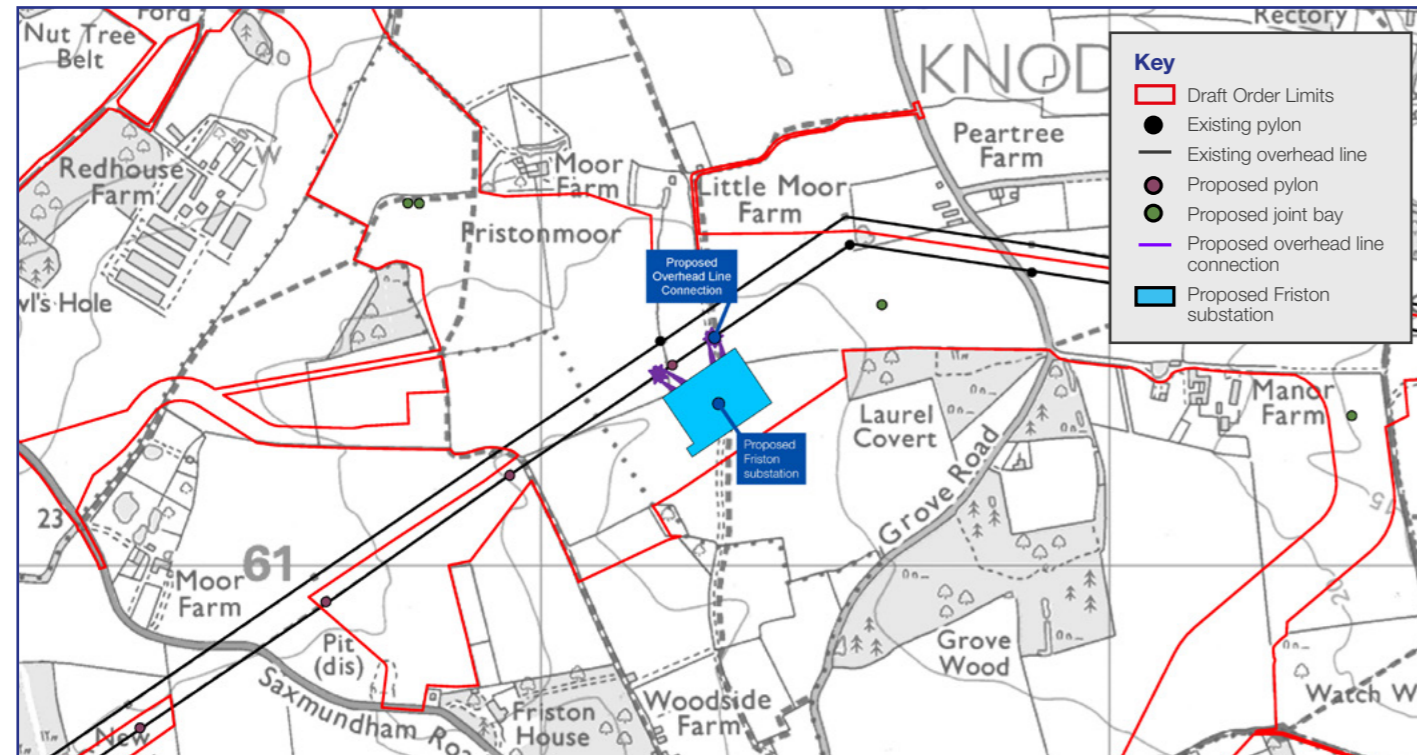 Ford
Nut Tree
Belt
Rectory
KNOD
Key
Draft Order Limits
Existing pylon
Existing overhead line
Proposed pylon
Proposed joint bay
Proposed overhead line
connection
Proposed Friston
substation
Peartree
Farm
Redhouse
Farm
W
Moor
Farm
Little Moor
Farm
Fristonmoor
Proposed
Overhead Line
Connection
wl's Hole
Manor
Farm
Laurel
Covert
Proposed
Friston
substation
Grove Road
15
23
61
Moor
Farm
20
Pit
(dis)
Grove
Wood
Saxmundham Roa
Woodside
Farm
Friston
House
Watch W
New